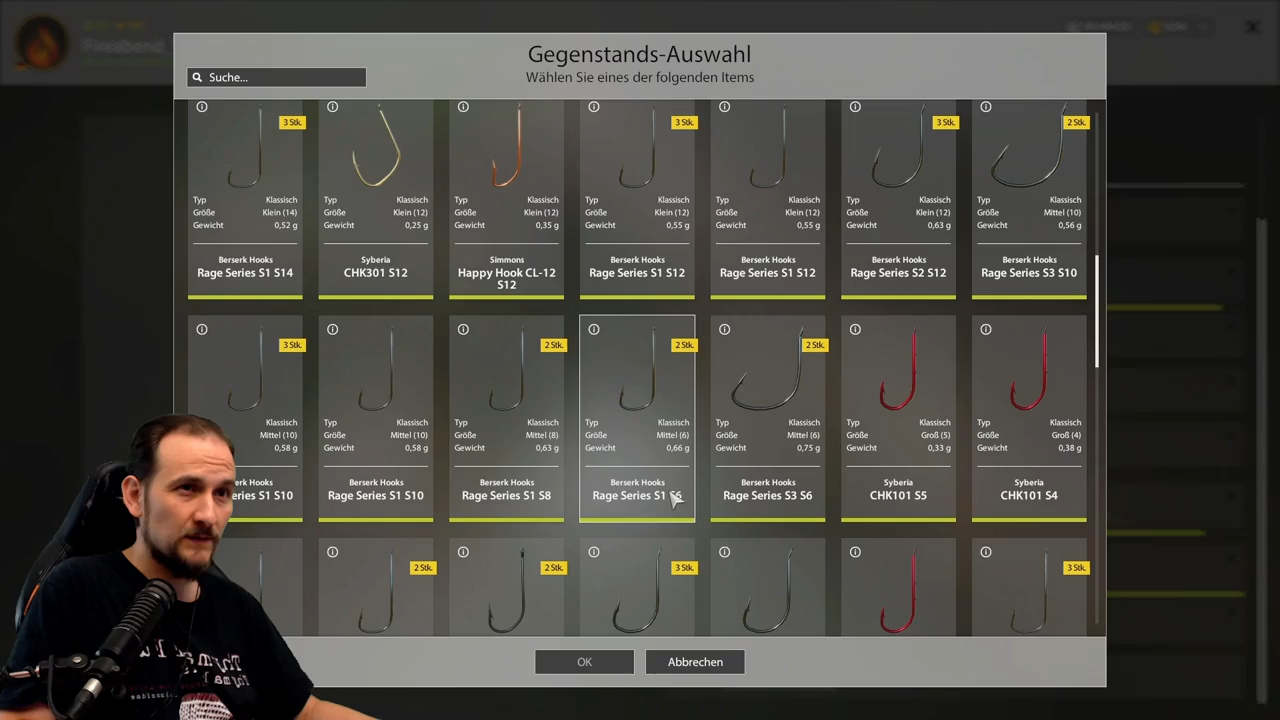 Gegenstands-Auswahl
Wählen Sie eines der folgenden Items
Suche...
3 Stk.
Typ Klassisch
Größe Klein (14)
Gewicht 0,52 g
Berserk Hooks
Rage Series S1 S14
Typ Klassisch
Größe Klein (12)
Gewicht 0,25 g
Syberia
CHK301 S12
Typ Klassisch
Größe Klein (12)
Gewicht 0,35 g
Simmons
Happy Hook CL-12
S12
3 Stk.
Typ Klassisch
Größe Klein (12)
Gewicht 0,55 g
Berserk Hooks
Rage Series S1 S12
Typ Klassisch
Größe Klein (12)
Gewicht 0,55 g
Berserk Hooks
Rage Series S1 S12
3 Stk.
Typ Klassisch
Größe Klein (12)
Gewicht 0,63 g
Berserk Hooks
Rage Series S2 S12
2 Stk.
Typ Klassisch
Größe Mittel (10)
Gewicht 0,56 g
Berserk Hooks
Rage Series S3 S10
3 Stk.
Klassisch
Mittel (10)
0,58 g
Hooks
S1 S10
Typ Klassisch
Größe Mittel (10)
Gewicht 0,58 g
Berserk Hooks
Rage Series S1 S10
2 Stk.
Typ Klassisch
Größe Mittel (8)
Gewicht 0,63 g
Berserk Hooks
Rage Series S1 S8
2 Stk.
Typ Klassisch
Größe Mittel (6)
Gewicht 0,66 g
Berserk Hooks
Rage Series S1 S6
2 Stk.
Typ Klassisch
Größe Mittel (6)
Gewicht 0,75 g
Berserk Hooks
Rage Series S3 S6
Typ Klassisch
Größe Groß (5)
Gewicht 0,33 g
Syberia
CHK101 S5
Typ Klassisch
Größe Groß (4)
Gewicht 0,38 g
Syberia
CHK101 S4
2 Stk.
2 Stk.
3 Stk.
3 Stk.
OK
Abbrechen